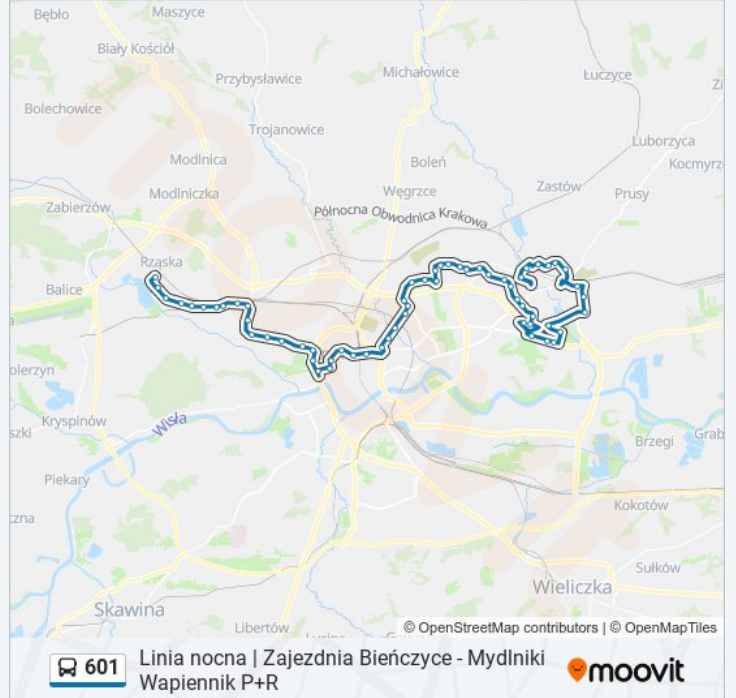 Bębło
Maszyce
Biały Kościół
Przybysławice
Michałowice
Łuczyce
Bolechowice
Trojanowice
Luborzyca
Modlnica
Boleń
Kocmyrz
Modlniczka
Węgrzce
Zastów
Prusy
Zabierzów
Północna Obwodnica Krakowa
Rząska
Balice
olerzyn
Kryspinów
Wisła
szki
Grab
Brzegi
Piekary
czna
Kokotów
Sułków
Wieliczka
Skawina
Libertów
© OpenStreetMap contributors | © OpenMapTiles
601
Linia nocna | Zajezdnia Bieńczyce - Mydlniki
Wapiennik P+R
moovit